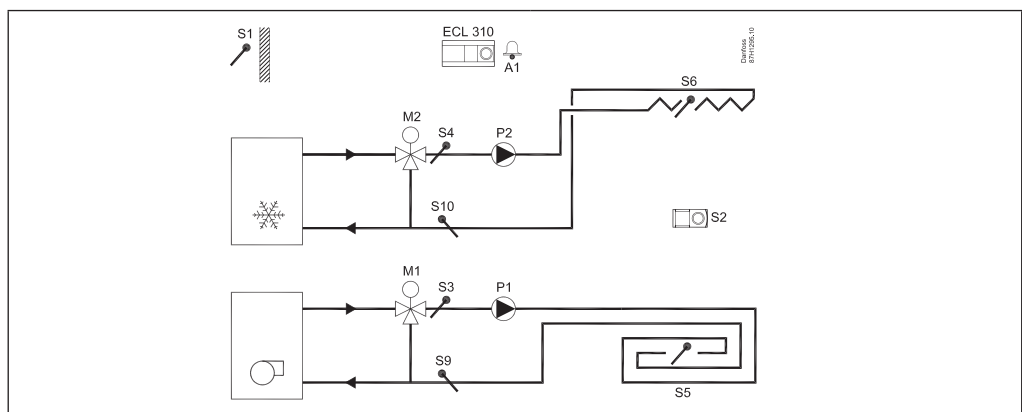 S1
ECL 310
A1
Danfoss
87H1295.10
S6
M2
S4
P2
S10
S2
M1
S3
P1
S9
S5